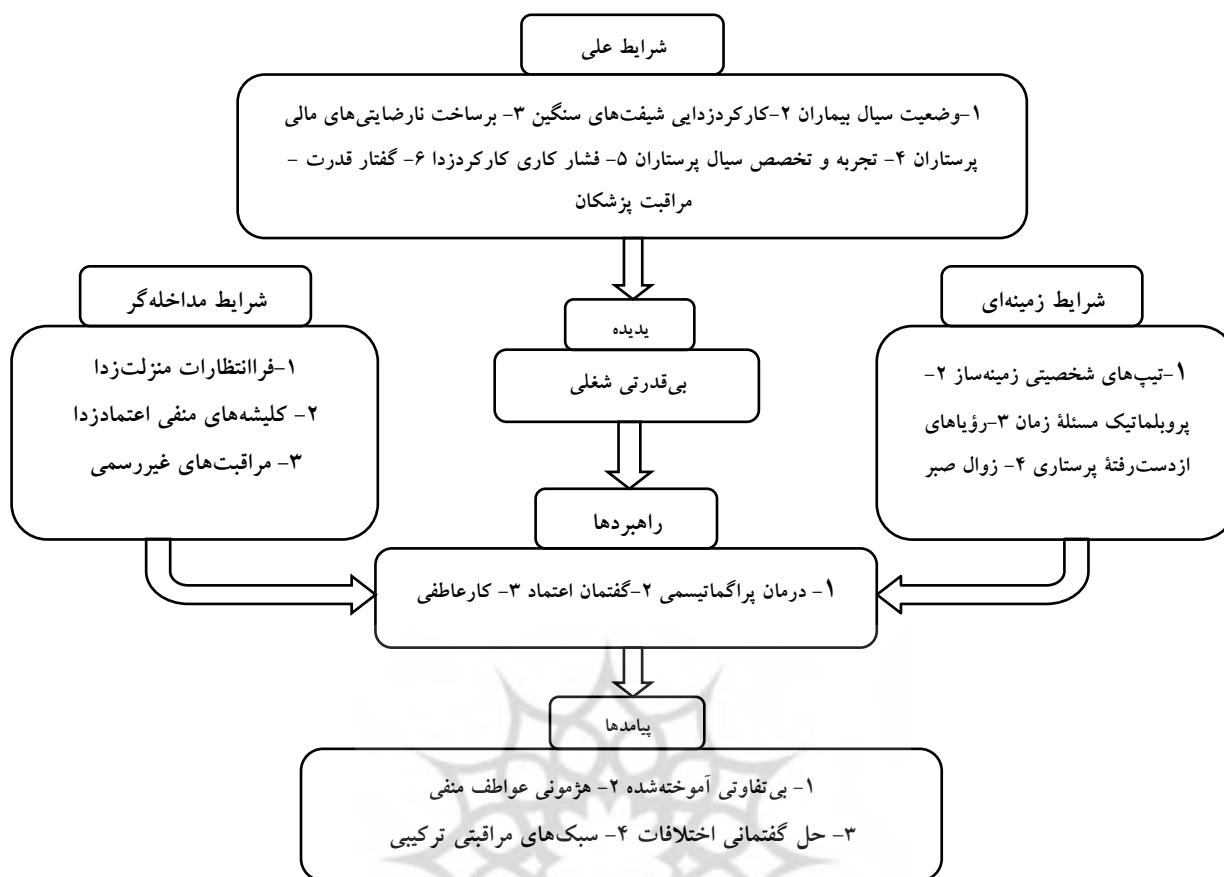 شرایط علی
۱-وضعیت سیال بیماران ۲-کارکردزدایی شیفت‌های سنگین ۳- برساخت نارضایتی‌های مالی
پرستاران ۴- تجربه و تخصص سیال پرستاران ۵- فشار کاری کارکردزدا ۶- گفتار قدرت -
مراقبت پزشکان
شرایط زمینه‌ای
۱-تیپ‌های شخصیتی زمینه‌ساز ۲-
پروبلماتیک مسئلۀ زمان ۳-رؤیاهای
ازدست‌رفتۀ پرستاری ۴- زوال صبر
پدیده
بی‌قدرتی شغلی
شرایط مداخله‌گر
۱-فراانتظارات منزلت‌زدا
۲- کلیشه‌های منفی اعتمادزدا
۳- مراقبت‌های غیررسمی
راهبردها
۱- درمان پراگماتیسمی ۲-گفتمان اعتماد ۳- کارعاطفی
پیامدها
۱- بی‌تفاوتی آموخته‌شده ۲- هژمونی عواطف منفی
۳- حل گفتمانی اختلافات ۴- سبک‌های مراقبتی ترکیبی